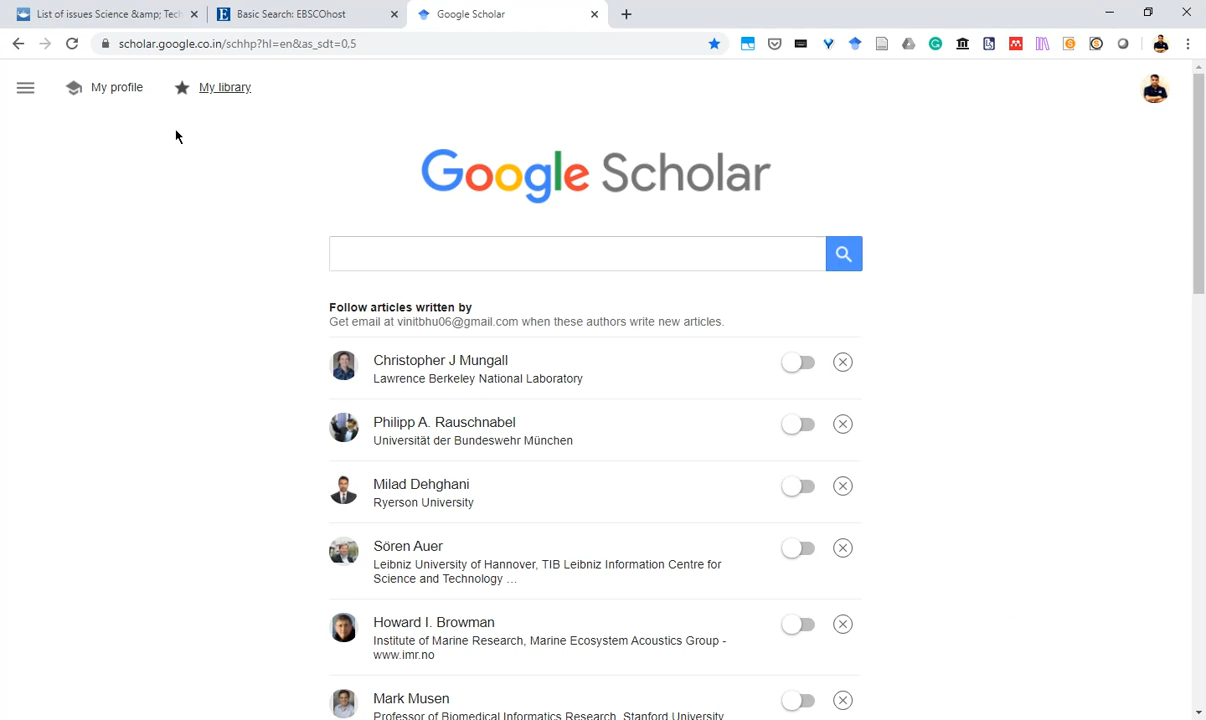 List of issues Science &amp; Tech
Basic Search: EBSCOhost
Google Scholar
scholar.google.co.in/schhp?hl=en&as_sdt=0,5
My profile
My library
Google Scholar
Follow articles written by
Get email at vinitbhu06@gmail.com when these authors write new articles.
Christopher J Mungall
Lawrence Berkeley National Laboratory
Philipp A. Rauschnabel
Universität der Bundeswehr München
Milad Dehghani
Ryerson University
Sören Auer
Leibniz University of Hannover, TIB Leibniz Information Centre for
Science and Technology ...
Howard I. Browman
Institute of Marine Research, Marine Ecosystem Acoustics Group -
www.imr.no
Mark Musen
Professor of Biomedical Informatics Research, Stanford University